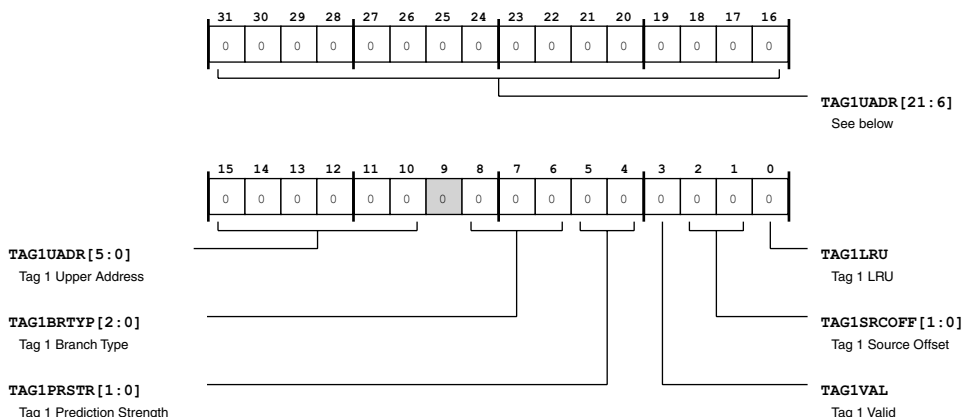 31 30 29 28 27 26 25 24 23 22 21 20 19 18 17 16
0 0 0 0 0 0 0 0 0 0 0 0 0 0 0 0
TAG1UADR[21:6]
See below
15 14 13 12 11 10 9 8 7 6 5 4 3 2 1 0
0 0 0 0 0 0 0 0 0 0 0 0 0 0 0 0
TAG1UADR[5:0]
Tag 1 Upper Address
TAG1LRU
Tag 1 LRU
TAG1BRTYP[2:0]
Tag 1 Branch Type
TAG1SRCOFF[1:0]
Tag 1 Source Offset
TAG1PRSTR[1:0]
Tag 1 Prediction Strength
TAG1VAL
Tag 1 Valid